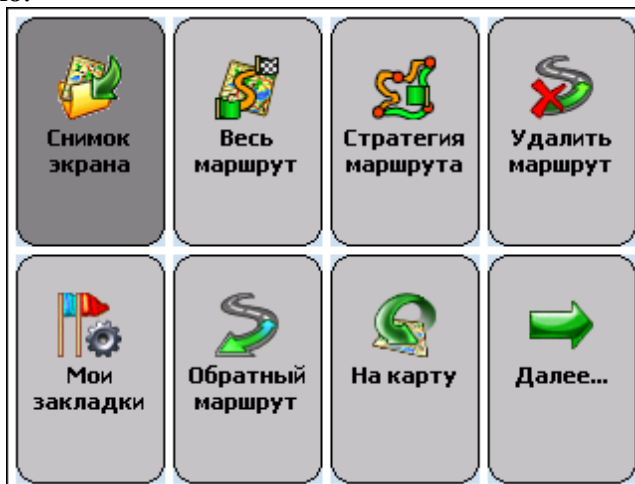 Снимок
экрана
Весь
маршрут
Стратегия
маршрута
Удалить
маршрут
Мои
закладки
Обратный
маршрут
На карту
Далее...